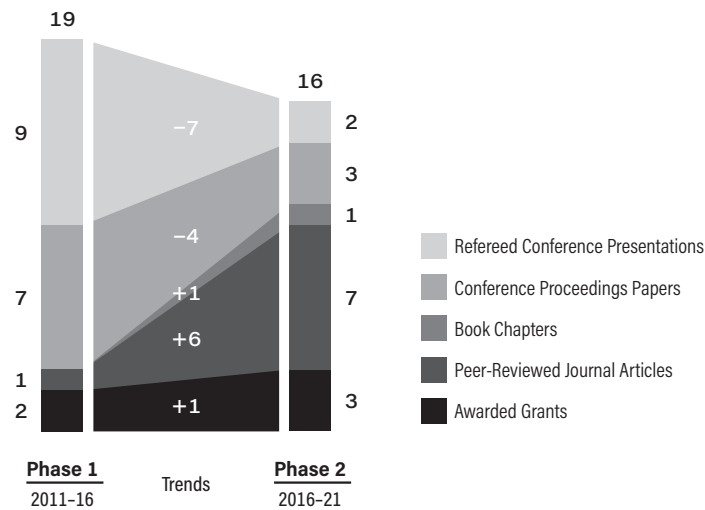 19
16
9
7
1
2
−7
−4
+1
+6
+1
2
3
1
7
3
Refereed Conference Presentations
Conference Proceedings Papers
Book Chapters
Peer-Reviewed Journal Articles
Awarded Grants
Phase 1
2011–16
Trends
Phase 2
2016–21